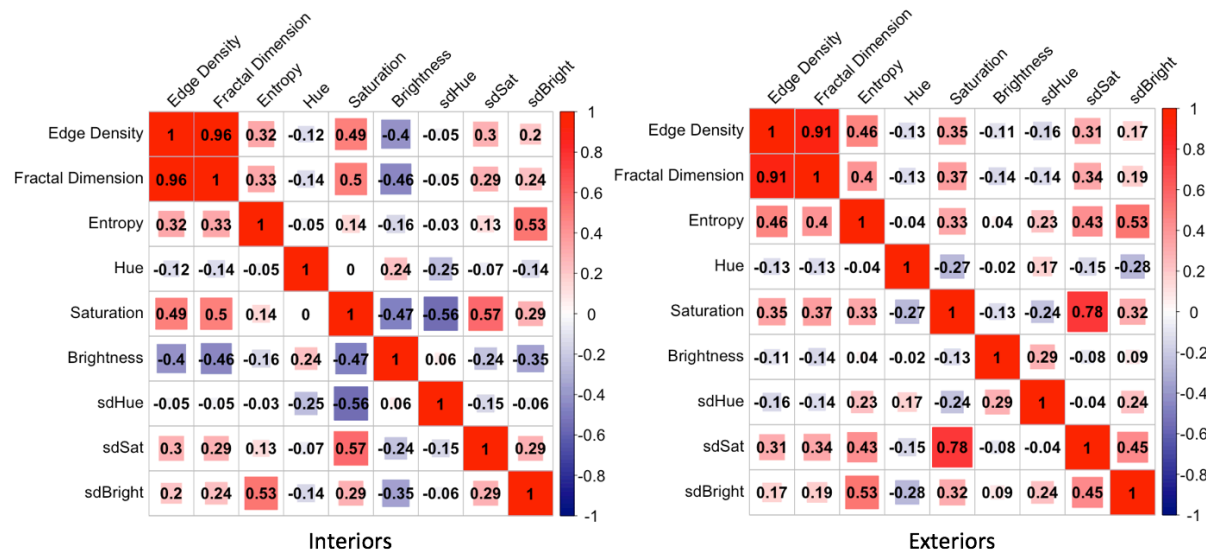 Edge Density
Fractal Dimension
Entropy
Hue
Saturation
Brightness
sdHue
sdSat
sdBright
Edge Density 1 0.96 0.32 -0.12 0.49 -0.4 -0.05 0.3 0.2
Fractal Dimension 0.96 1 0.33 -0.14 0.5 -0.46 -0.05 0.29 0.24
Entropy 0.32 0.33 1 -0.05 0.14 -0.16 -0.03 0.13 0.53
Hue -0.12 -0.14 -0.05 1 0 0.24 -0.25 -0.07 -0.14
Saturation 0.49 0.5 0.14 0 1 -0.47 -0.56 0.57 0.29
Brightness -0.4 -0.46 -0.16 0.24 -0.47 1 0.06 -0.24 -0.35
sdHue -0.05 -0.05 -0.03 -0.25 -0.56 0.06 1 -0.15 -0.06
sdSat 0.3 0.29 0.13 -0.07 0.57 -0.24 -0.15 1 0.29
sdBright 0.2 0.24 0.53 -0.14 0.29 -0.35 -0.06 0.29 1
1
0.8
0.6
0.4
0.2
0
-0.2
-0.4
-0.6
-0.8
-1
Interiors
Edge Density
Fractal Dimension
Entropy
Hue
Saturation
Brightness
sdHue
sdSat
sdBright
Edge Density 1 0.91 0.46 -0.13 0.35 -0.11 -0.16 0.31 0.17
Fractal Dimension 0.91 1 0.4 -0.13 0.37 -0.14 -0.14 0.34 0.19
Entropy 0.46 0.4 1 -0.04 0.33 0.04 0.23 0.43 0.53
Hue -0.13 -0.13 -0.04 1 -0.27 -0.02 0.17 -0.15 -0.28
Saturation 0.35 0.37 0.33 -0.27 1 -0.13 -0.24 0.78 0.32
Brightness -0.11 -0.14 0.04 -0.02 -0.13 1 0.29 -0.08 0.09
sdHue -0.16 -0.14 0.23 0.17 -0.24 0.29 1 -0.04 0.24
sdSat 0.31 0.34 0.43 -0.15 0.78 -0.08 -0.04 1 0.45
sdBright 0.17 0.19 0.53 -0.28 0.32 0.09 0.24 0.45 1
1
0.8
0.6
0.4
0.2
0
-0.2
-0.4
-0.6
-0.8
-1
Exteriors